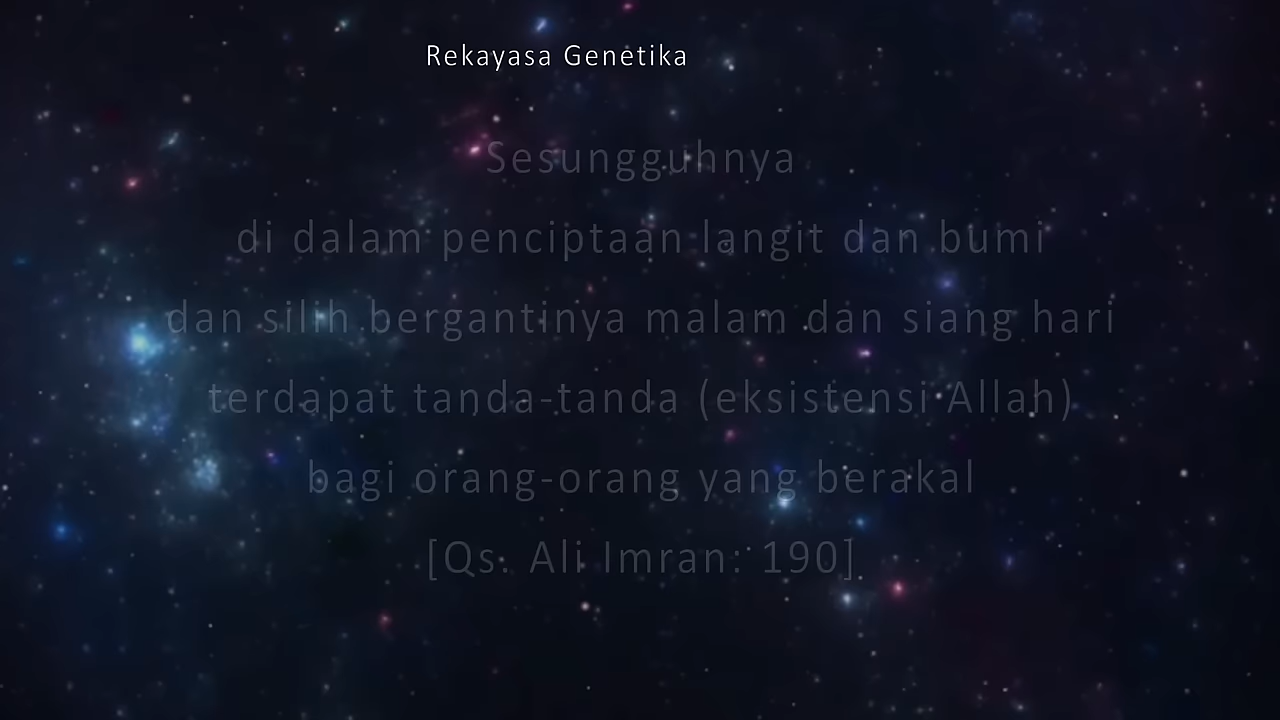 Rekayasa Genetika
Sesungguhnya
di dalam penciptaan langit dan bumi
dan silih bergantinya malam dan siang hari
terdapat tanda-tanda (eksistensi Allah)
bagi orang-orang yang berakal
[Qs. Ali Imran: 190]